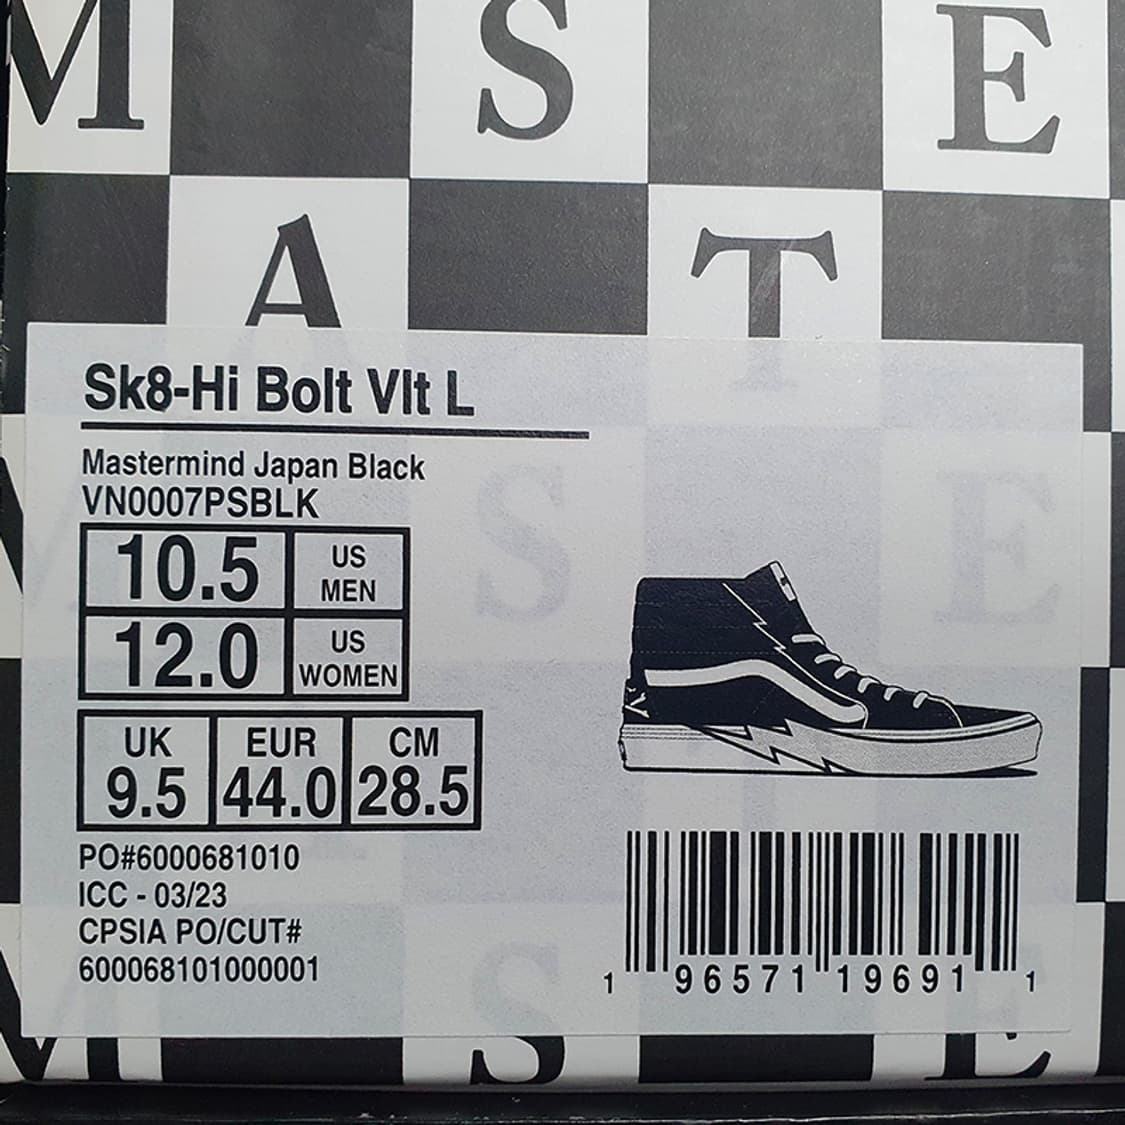 M S E
A T
Sk8-Hi Bolt Vlt L
Mastermind Japan Black
VN0007PSBLK
10.5 US MEN
12.0 US WOMEN
UK EUR CM
9.5 44.0 28.5
PO#6000681010
ICC - 03/23
CPSIA PO/CUT#
600068101000001
1 96571 19691 1
M S E